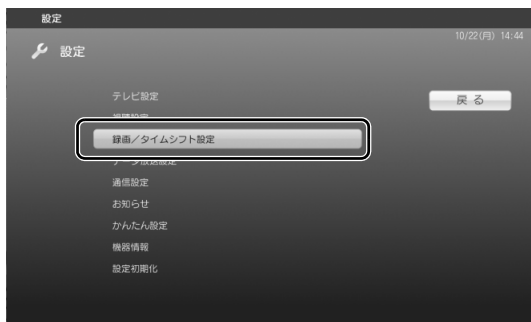 設定
10/22(月) 14:44
設定
テレビ設定
戻る
録画／タイムシフト設定
通信設定
お知らせ
かんたん設定
機器情報
設定初期化